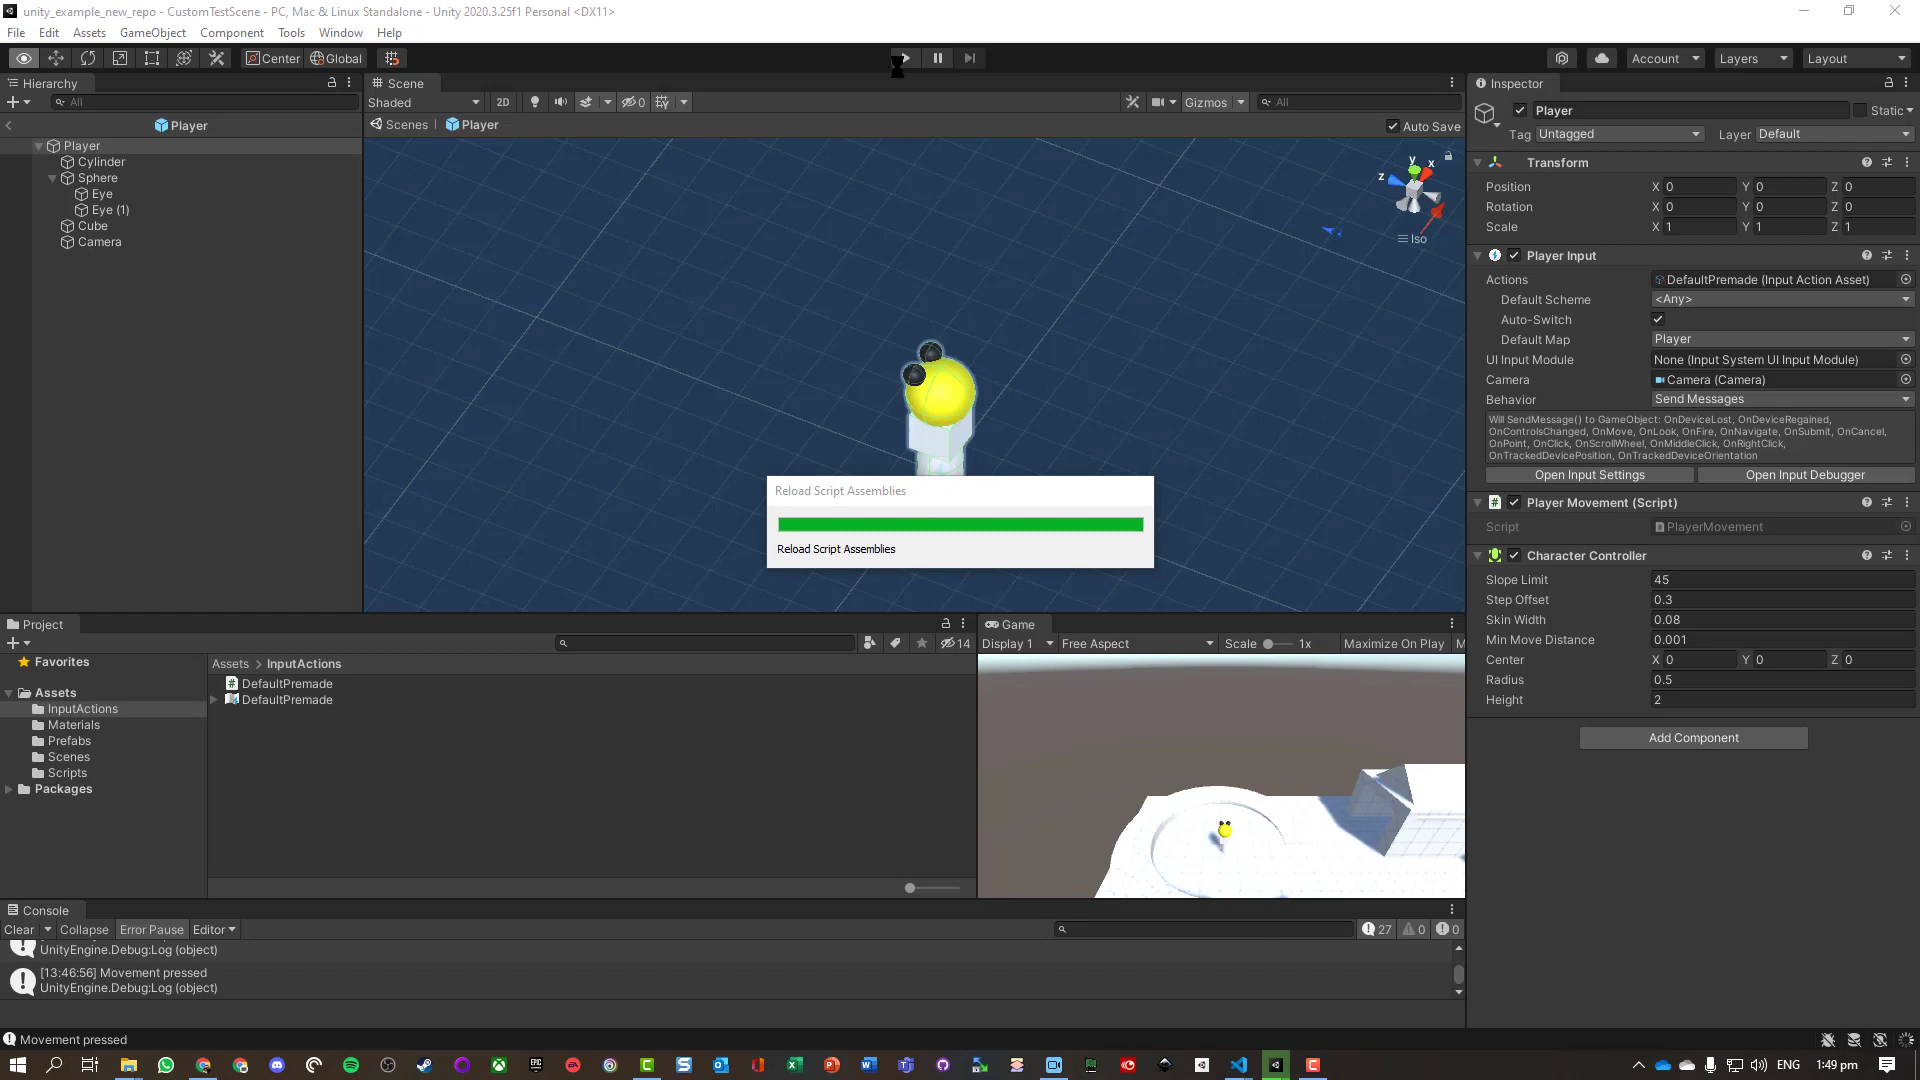 unity_example_new_repo - CustomTestScene - PC, Mac & Linux Standalone - Unity 2020.3.25f1 Personal <DX11>
File Edit Assets GameObject Component Tools Window Help
Center Global Account Layers Layout
Hierarchy
All
Player
Player
Cylinder
Sphere
Eye
Eye (1)
Cube
Camera
Scene
Shaded 2D 0 Gizmos All
Scenes Player Auto Save
y
x
z
Iso
Reload Script Assemblies
Reload Script Assemblies
Inspector
Player Static
Tag Untagged Layer Default
Transform
Position X 0 Y 0 Z 0
Rotation X 0 Y 0 Z 0
Scale X 1 Y 1 Z 1
Player Input
Actions DefaultPremade (Input Action Asset)
Default Scheme <Any>
Auto-Switch
Default Map Player
UI Input Module None (Input System UI Input Module)
Camera Camera (Camera)
Behavior Send Messages
Will SendMessage() to GameObject: OnDeviceLost, OnDeviceRegained,
OnControlsChanged, OnMove, OnLook, OnFire, OnNavigate, OnSubmit, OnCancel,
OnPoint, OnClick, OnScrollWheel, OnMiddleClick, OnRightClick,
OnTrackedDevicePosition, OnTrackedDeviceOrientation
Open Input Settings Open Input Debugger
Player Movement (Script)
Script PlayerMovement
Character Controller
Slope Limit 45
Step Offset 0.3
Skin Width 0.08
Min Move Distance 0.001
Center X 0 Y 0 Z 0
Radius 0.5
Height 2
Add Component
Project
14
Favorites
Assets
InputActions
Materials
Prefabs
Scenes
Scripts
Packages
Assets > InputActions
DefaultPremade
DefaultPremade
Game
Display 1 Free Aspect Scale 1x Maximize On Play M
Console
Clear Collapse Error Pause Editor 27 0 0
UnityEngine.Debug:Log (object)
[13:46:56] Movement pressed
UnityEngine.Debug:Log (object)
Movement pressed
ENG 1:49 pm